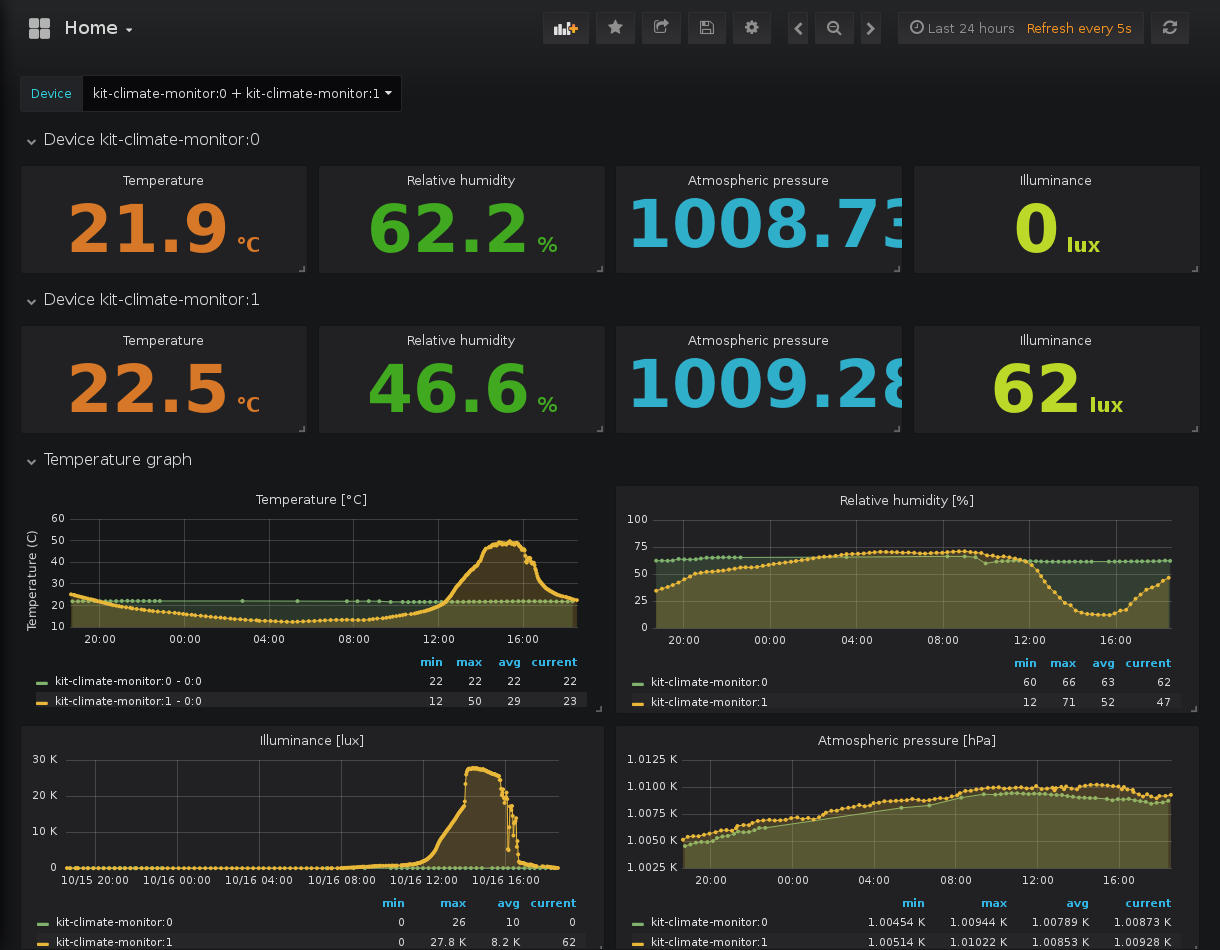 Home
Last 24 hours Refresh every 5s
Device kit-climate-monitor:0 + kit-climate-monitor:1
Device kit-climate-monitor:0
Temperature Relative humidity Atmospheric pressure Illuminance
21.9 °C 62.2 % 1008.73 0 lux
Device kit-climate-monitor:1
Temperature Relative humidity Atmospheric pressure Illuminance
22.5 °C 46.6 % 1009.28 62 lux
Temperature graph
Temperature [°C]
Temperature (C)
60
50
40
30
20
10
20:00 00:00 04:00 08:00 12:00 16:00
min max avg current
kit-climate-monitor:0 - 0:0 22 22 22 22
kit-climate-monitor:1 - 0:0 12 50 29 23
Relative humidity [%]
100
75
50
25
0
20:00 00:00 04:00 08:00 12:00 16:00
min max avg current
kit-climate-monitor:0 60 66 63 62
kit-climate-monitor:1 12 71 52 47
Illuminance [lux]
30 K
20 K
10 K
0
10/15 20:00 10/16 00:00 10/16 04:00 10/16 08:00 10/16 12:00 10/16 16:00
min max avg current
kit-climate-monitor:0 0 26 10 0
kit-climate-monitor:1 0 27.8 K 8.2 K 62
Atmospheric pressure [hPa]
1.0125 K
1.0100 K
1.0075 K
1.0050 K
1.0025 K
20:00 00:00 04:00 08:00 12:00 16:00
min max avg current
kit-climate-monitor:0 1.00454 K 1.00944 K 1.00789 K 1.00873 K
kit-climate-monitor:1 1.00514 K 1.01022 K 1.00853 K 1.00928 K